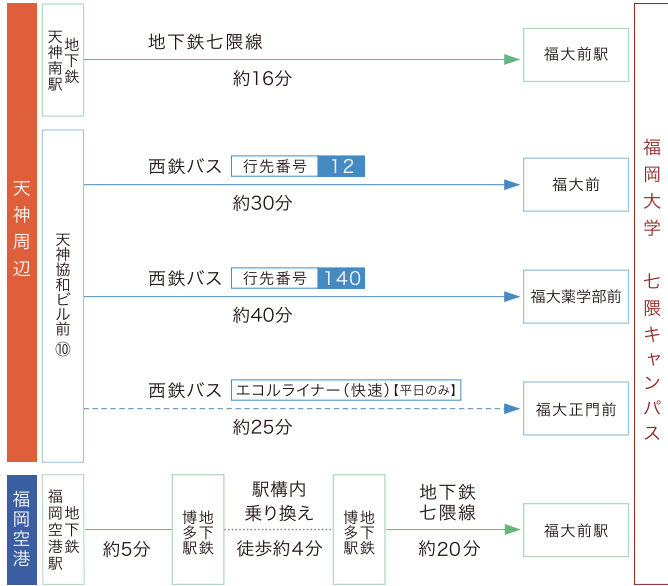 天神周辺
地下鉄
天神南駅
地下鉄七隈線
約16分
福大前駅
天神協和ビル前 ⑩
西鉄バス 行先番号 12
約30分
福大前
西鉄バス 行先番号 140
約40分
福大薬学部前
西鉄バス エコルライナー(快速)【平日のみ】
約25分
福大正門前
福岡空港
地下鉄
福岡空港駅
約5分
地下鉄
博多駅
駅構内
乗り換え
徒歩約4分
地下鉄
博多駅
地下鉄
七隈線
約20分
福大前駅
福岡大学 七隈キャンパス